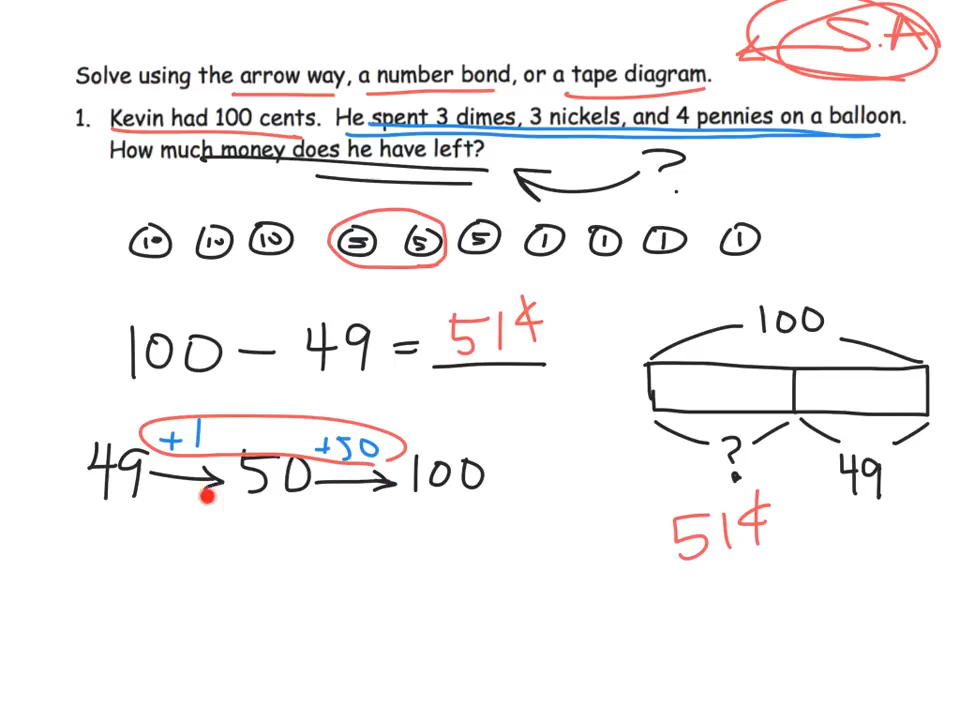 S.A
Solve using the arrow way, a number bond, or a tape diagram.
1. Kevin had 100 cents. He spent 3 dimes, 3 nickels, and 4 pennies on a balloon.
How much money does he have left?
?
10 10 10 5 5 5 1 1 1 1
100 - 49 = 51¢
100
+1 +50
49 → 50 → 100
? 49
51¢